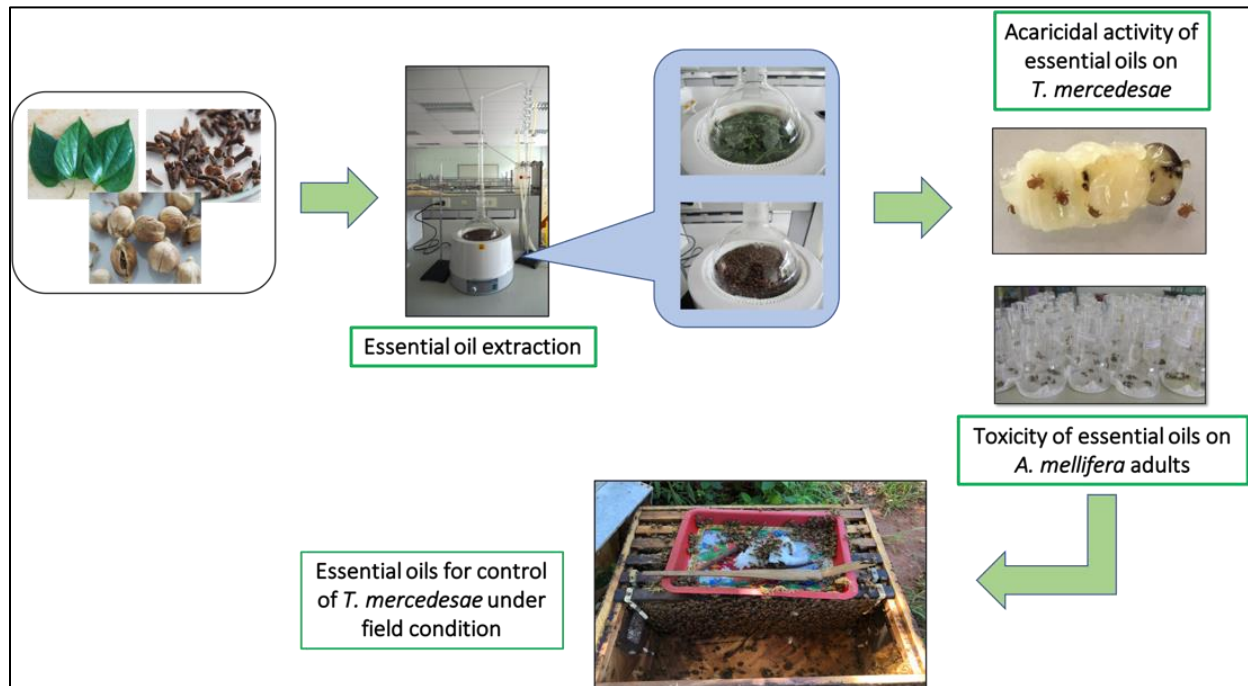 Acaricidal activity of
essential oils on
T. mercedesae
Essential oil extraction
Toxicity of essential oils on
A. mellifera adults
Essential oils for control
of T. mercedesae under
field condition